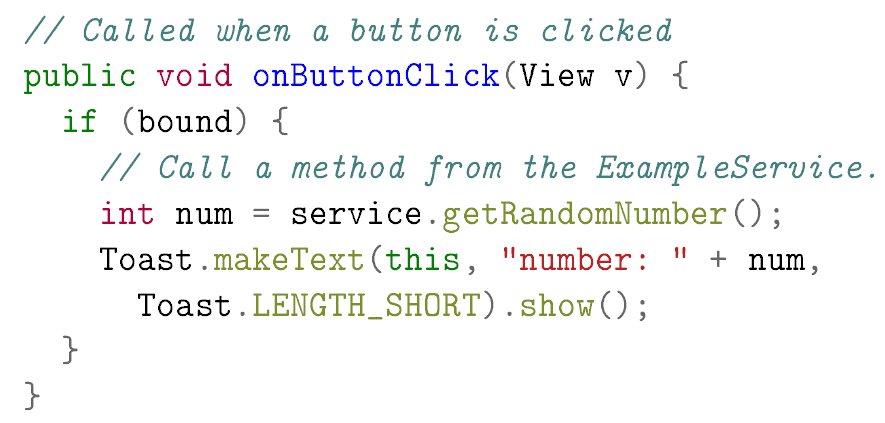 // Called when a button is clicked
public void onButtonClick(View v) {
  if (bound) {
    // Call a method from the ExampleService.
    int num = service.getRandomNumber();
    Toast.makeText(this, "number: " + num,
      Toast.LENGTH_SHORT).show();
  }
}